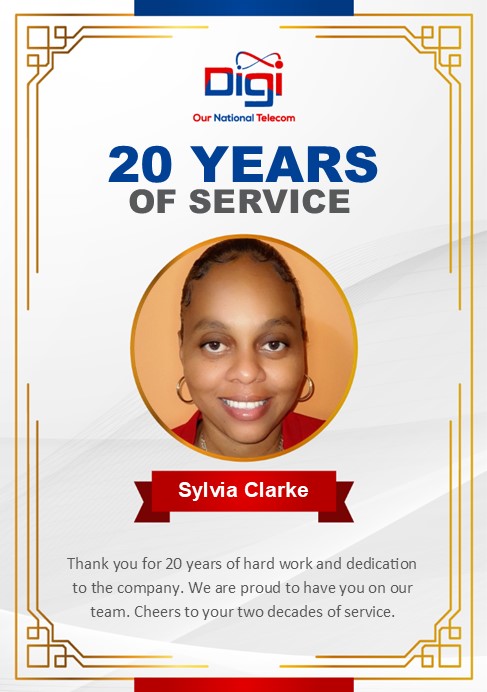 Digi
Our National Telecom
20 YEARS
OF SERVICE
Sylvia Clarke
Thank you for 20 years of hard work and dedication
to the company. We are proud to have you on our
team. Cheers to your two decades of service.